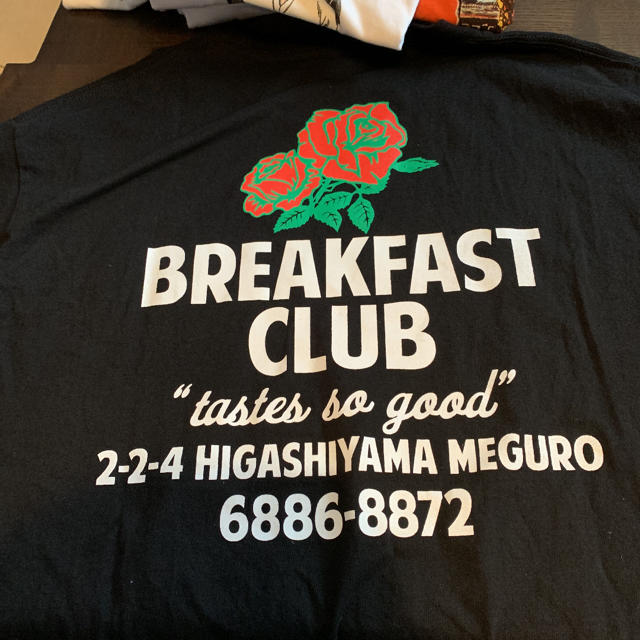 BREAKFAST
CLUB
“tastes so good”
2-2-4 HIGASHIYAMA MEGURO
6886-8872